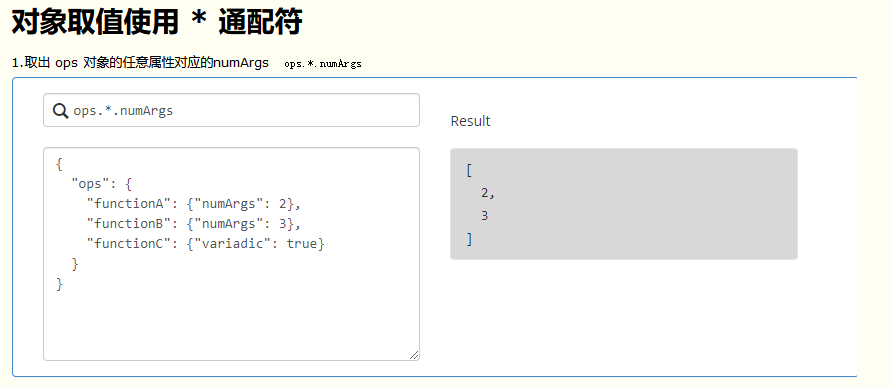 对象取值使用 * 通配符
1.取出 ops 对象的任意属性对应的numArgs ops.*.numArgs
ops.*.numArgs
{
"ops": {
"functionA": {"numArgs": 2},
"functionB": {"numArgs": 3},
"functionC": {"variadic": true}
}
}
Result
[
2,
3
]